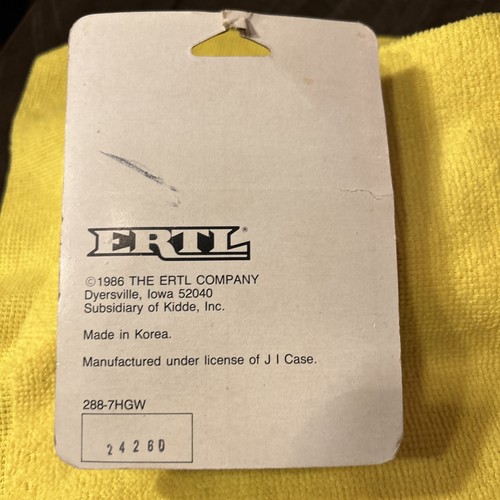 ERTL®
©1986 THE ERTL COMPANY
Dyersville, Iowa 52040
Subsidiary of Kidde, Inc.
Made in Korea.
Manufactured under license of J I Case.
288-7HGW
2426D